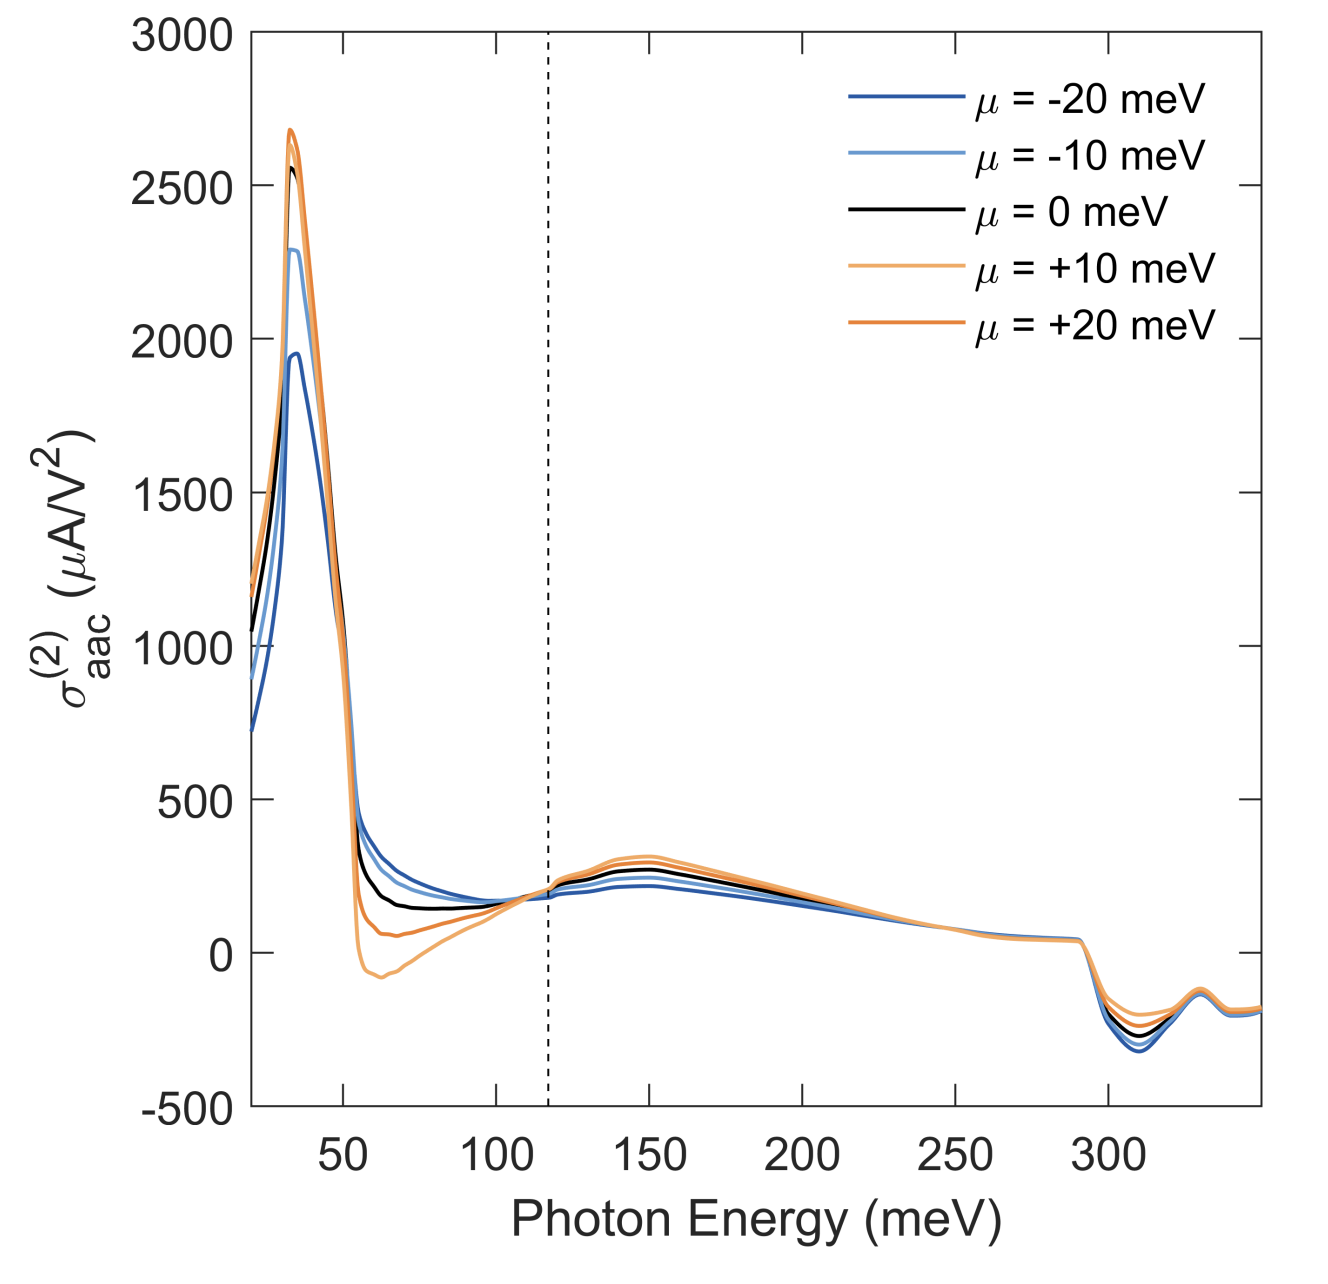 3000
2500
2000
1500
1000
500
0
-500
σ(2)aac (μA/V2)
μ = -20 meV
μ = -10 meV
μ = 0 meV
μ = +10 meV
μ = +20 meV
50 100 150 200 250 300
Photon Energy (meV)